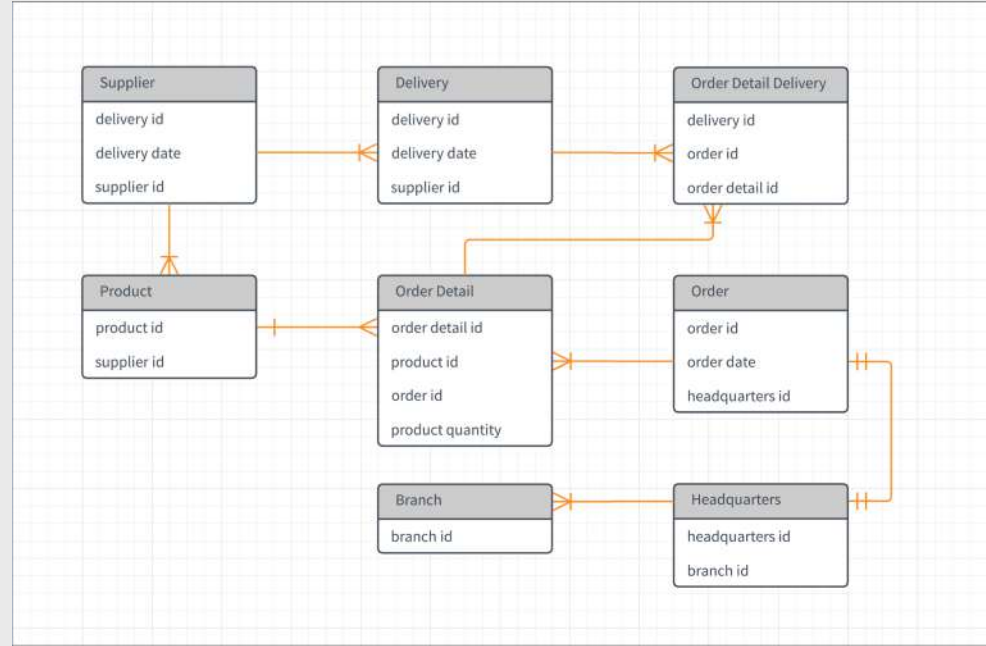 Supplier
delivery id
delivery date
supplier id
Delivery
delivery id
delivery date
supplier id
Order Detail Delivery
delivery id
order id
order detail id
Product
product id
supplier id
Order Detail
order detail id
product id
order id
product quantity
Order
order id
order date
headquarters id
Branch
branch id
Headquarters
headquarters id
branch id